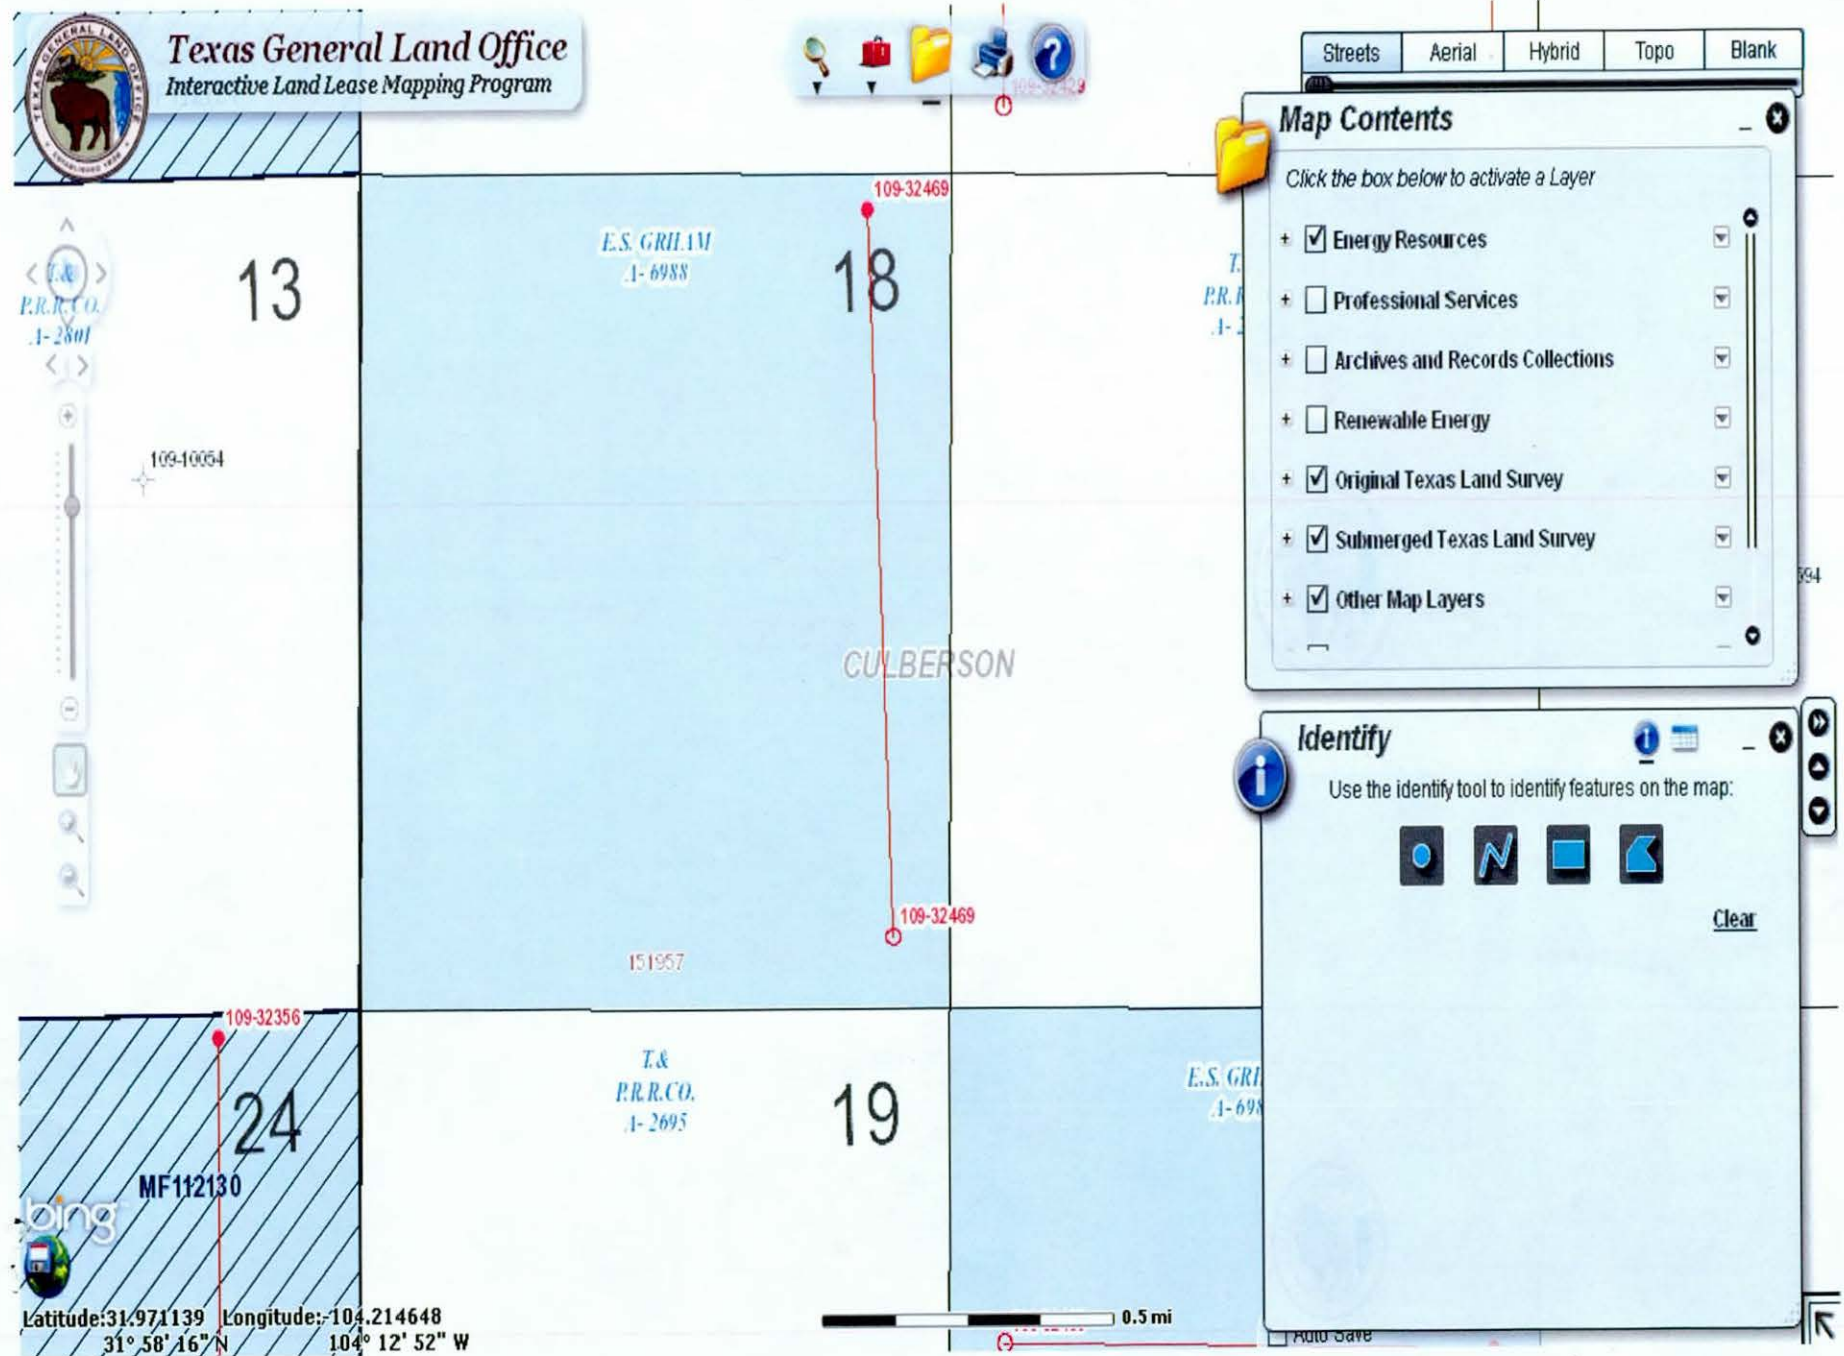 Texas General Land Office
Interactive Land Lease Mapping Program
Streets
Aerial
Hybrid
Topo
Blank
Map Contents
Click the box below to activate a Layer
Energy Resources
Professional Services
Archives and Records Collections
Renewable Energy
Original Texas Land Survey
Submerged Texas Land Survey
Other Map Layers
109-32469
13
18
A- 6988
P.R.R.CO.
A- 2801
109-10054
CULBERSON
109-32469
151957
Identify
Use the identify tool to identify features on the map:
Clear
109-32356
24
MF112130
T. &
P.R.R.CO.
A- 2695
19
E.S. GRI
A-698
bing
Latitude:31.971139 Longitude:-104.214648
31° 58' 16" N 104° 12' 52" W
0.5 mi
Auto Save